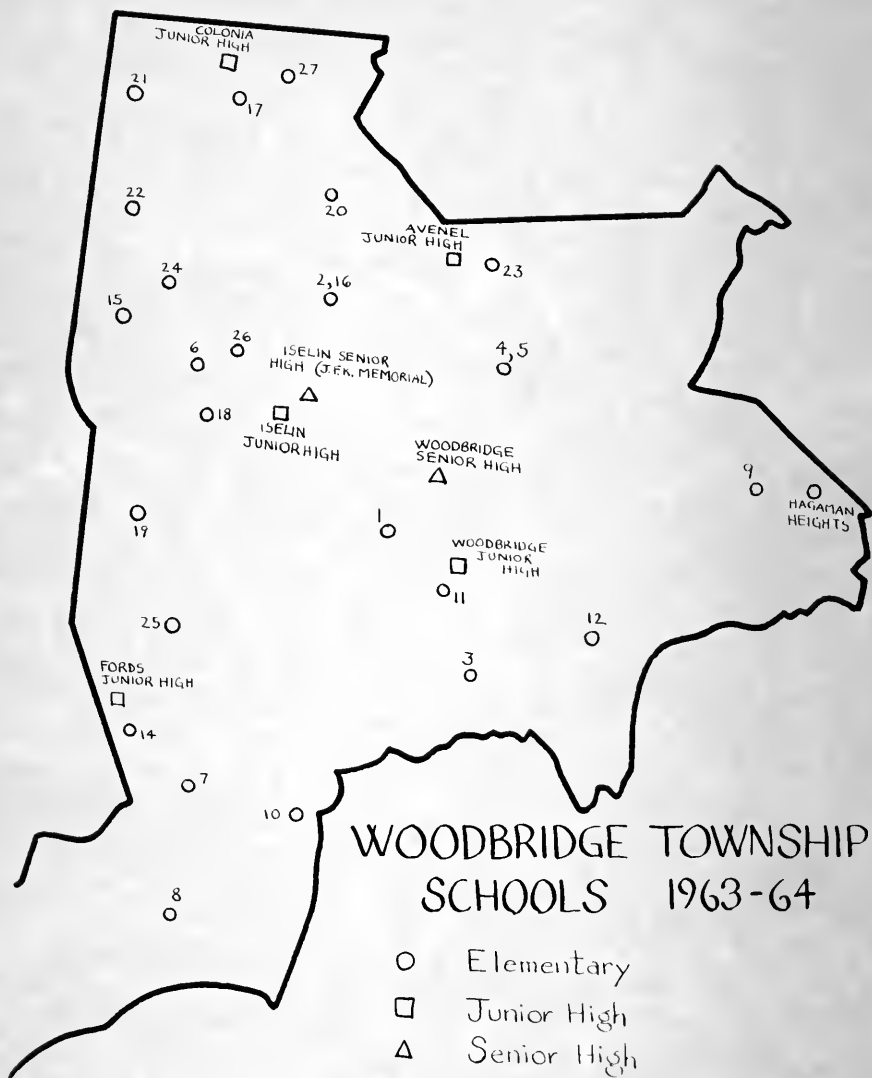 COLONIA
JUNIOR HIGH
27
21
17
22
20
AVENEL
JUNIOR HIGH
23
24
2,16
15
26
6
ISELIN SENIOR
HIGH (J.F.K. MEMORIAL)
4,5
18
ISELIN
JUNIOR HIGH
WOODBRIDGE
SENIOR HIGH
9
HAGAMAN
HEIGHTS
19
1
WOODBRIDGE
JUNIOR
HIGH
11
25
12
3
FORDS
JUNIOR HIGH
14
7
10
8
WOODBRIDGE TOWNSHIP
SCHOOLS 1963-64
Elementary
Junior High
Senior High